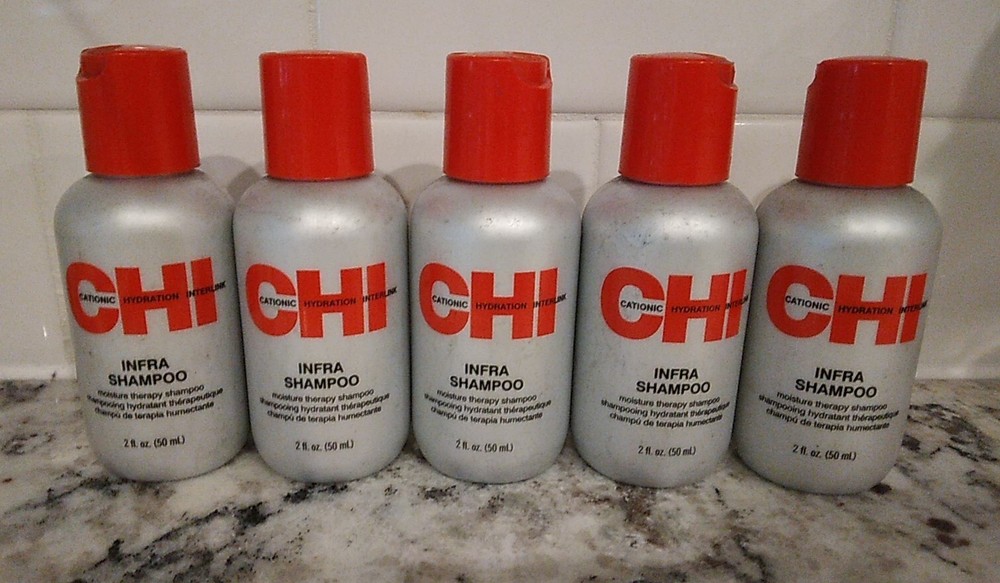 CHI
CATIONIC HYDRATION INTERLINK
INFRA
SHAMPOO
moisture therapy shampoo
shampooing hydratant thérapeutique
champú de terapia humectante
2 fl. oz. (50 mL)
CHI
CATIONIC HYDRATION INTERLINK
INFRA
SHAMPOO
moisture therapy shampoo
shampooing hydratant thérapeutique
champú de terapia humectante
2 fl. oz. (50 mL)
CHI
CATIONIC HYDRATION INTERLINK
INFRA
SHAMPOO
moisture therapy shampoo
shampooing hydratant thérapeutique
champú de terapia humectante
2 fl. oz. (50 mL)
CHI
CATIONIC HYDRATION INTERLINK
INFRA
SHAMPOO
moisture therapy shampoo
shampooing hydratant thérapeutique
champú de terapia humectante
2 fl. oz. (50 mL)
CHI
CATIONIC HYDRATION INTERLINK
INFRA
SHAMPOO
moisture therapy shampoo
shampooing hydratant thérapeutique
champú de terapia humectante
2 fl. oz. (50 mL)